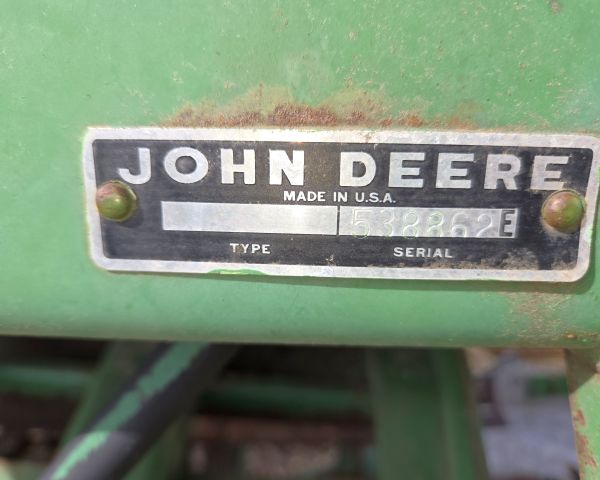 JOHN DEERE
MADE IN U.S.A.
538862E
TYPE SERIAL